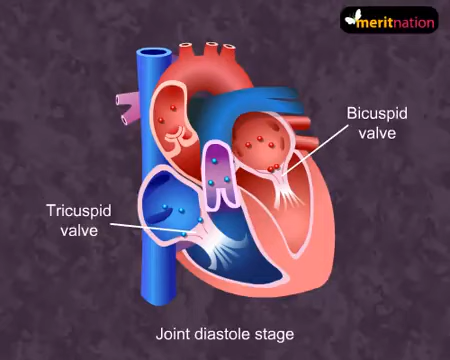 meritnation
Bicuspid
valve
Tricuspid
valve
Joint diastole stage